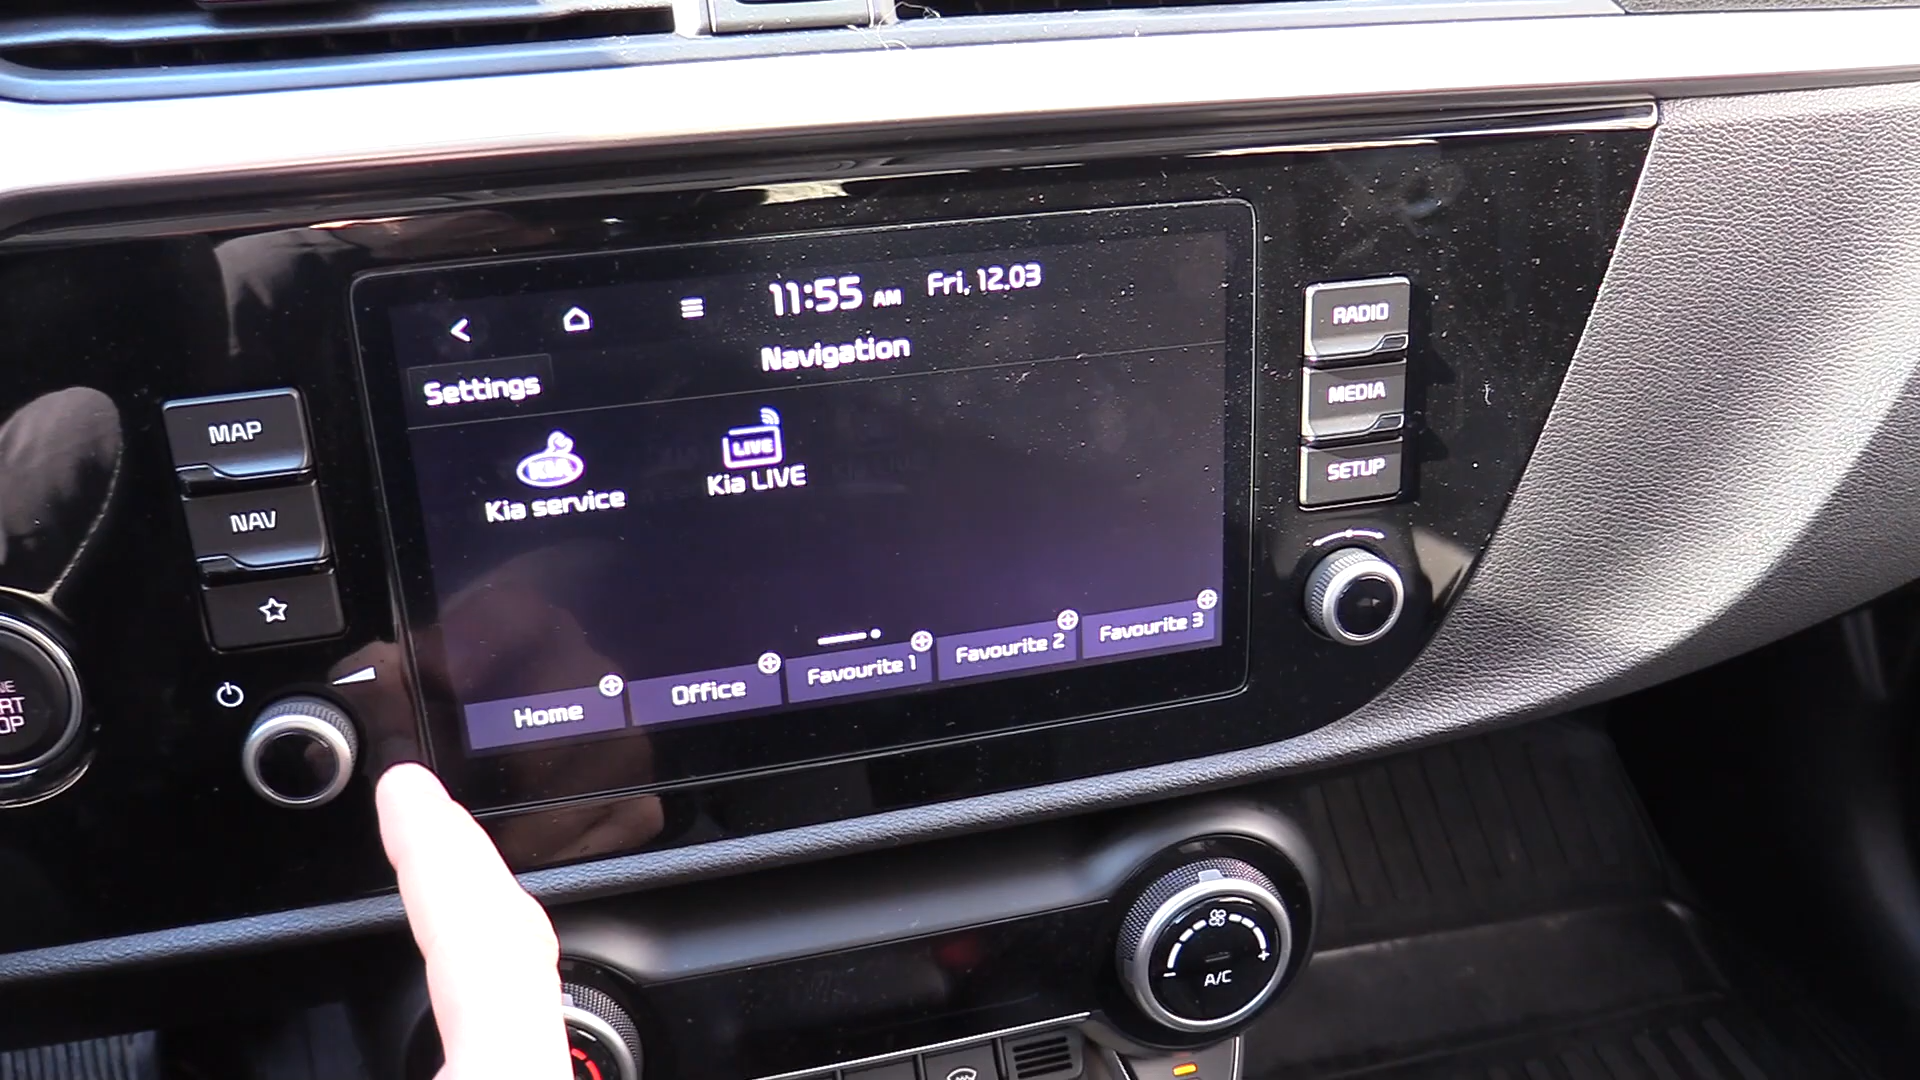 11:55 AM Fri, 12.03
Navigation
Settings
KIA
Kia service
LIVE
Kia LIVE
Home
Office
Favourite 1
Favourite 2
Favourite 3
MAP
NAV
RADIO
MEDIA
SETUP
A/C